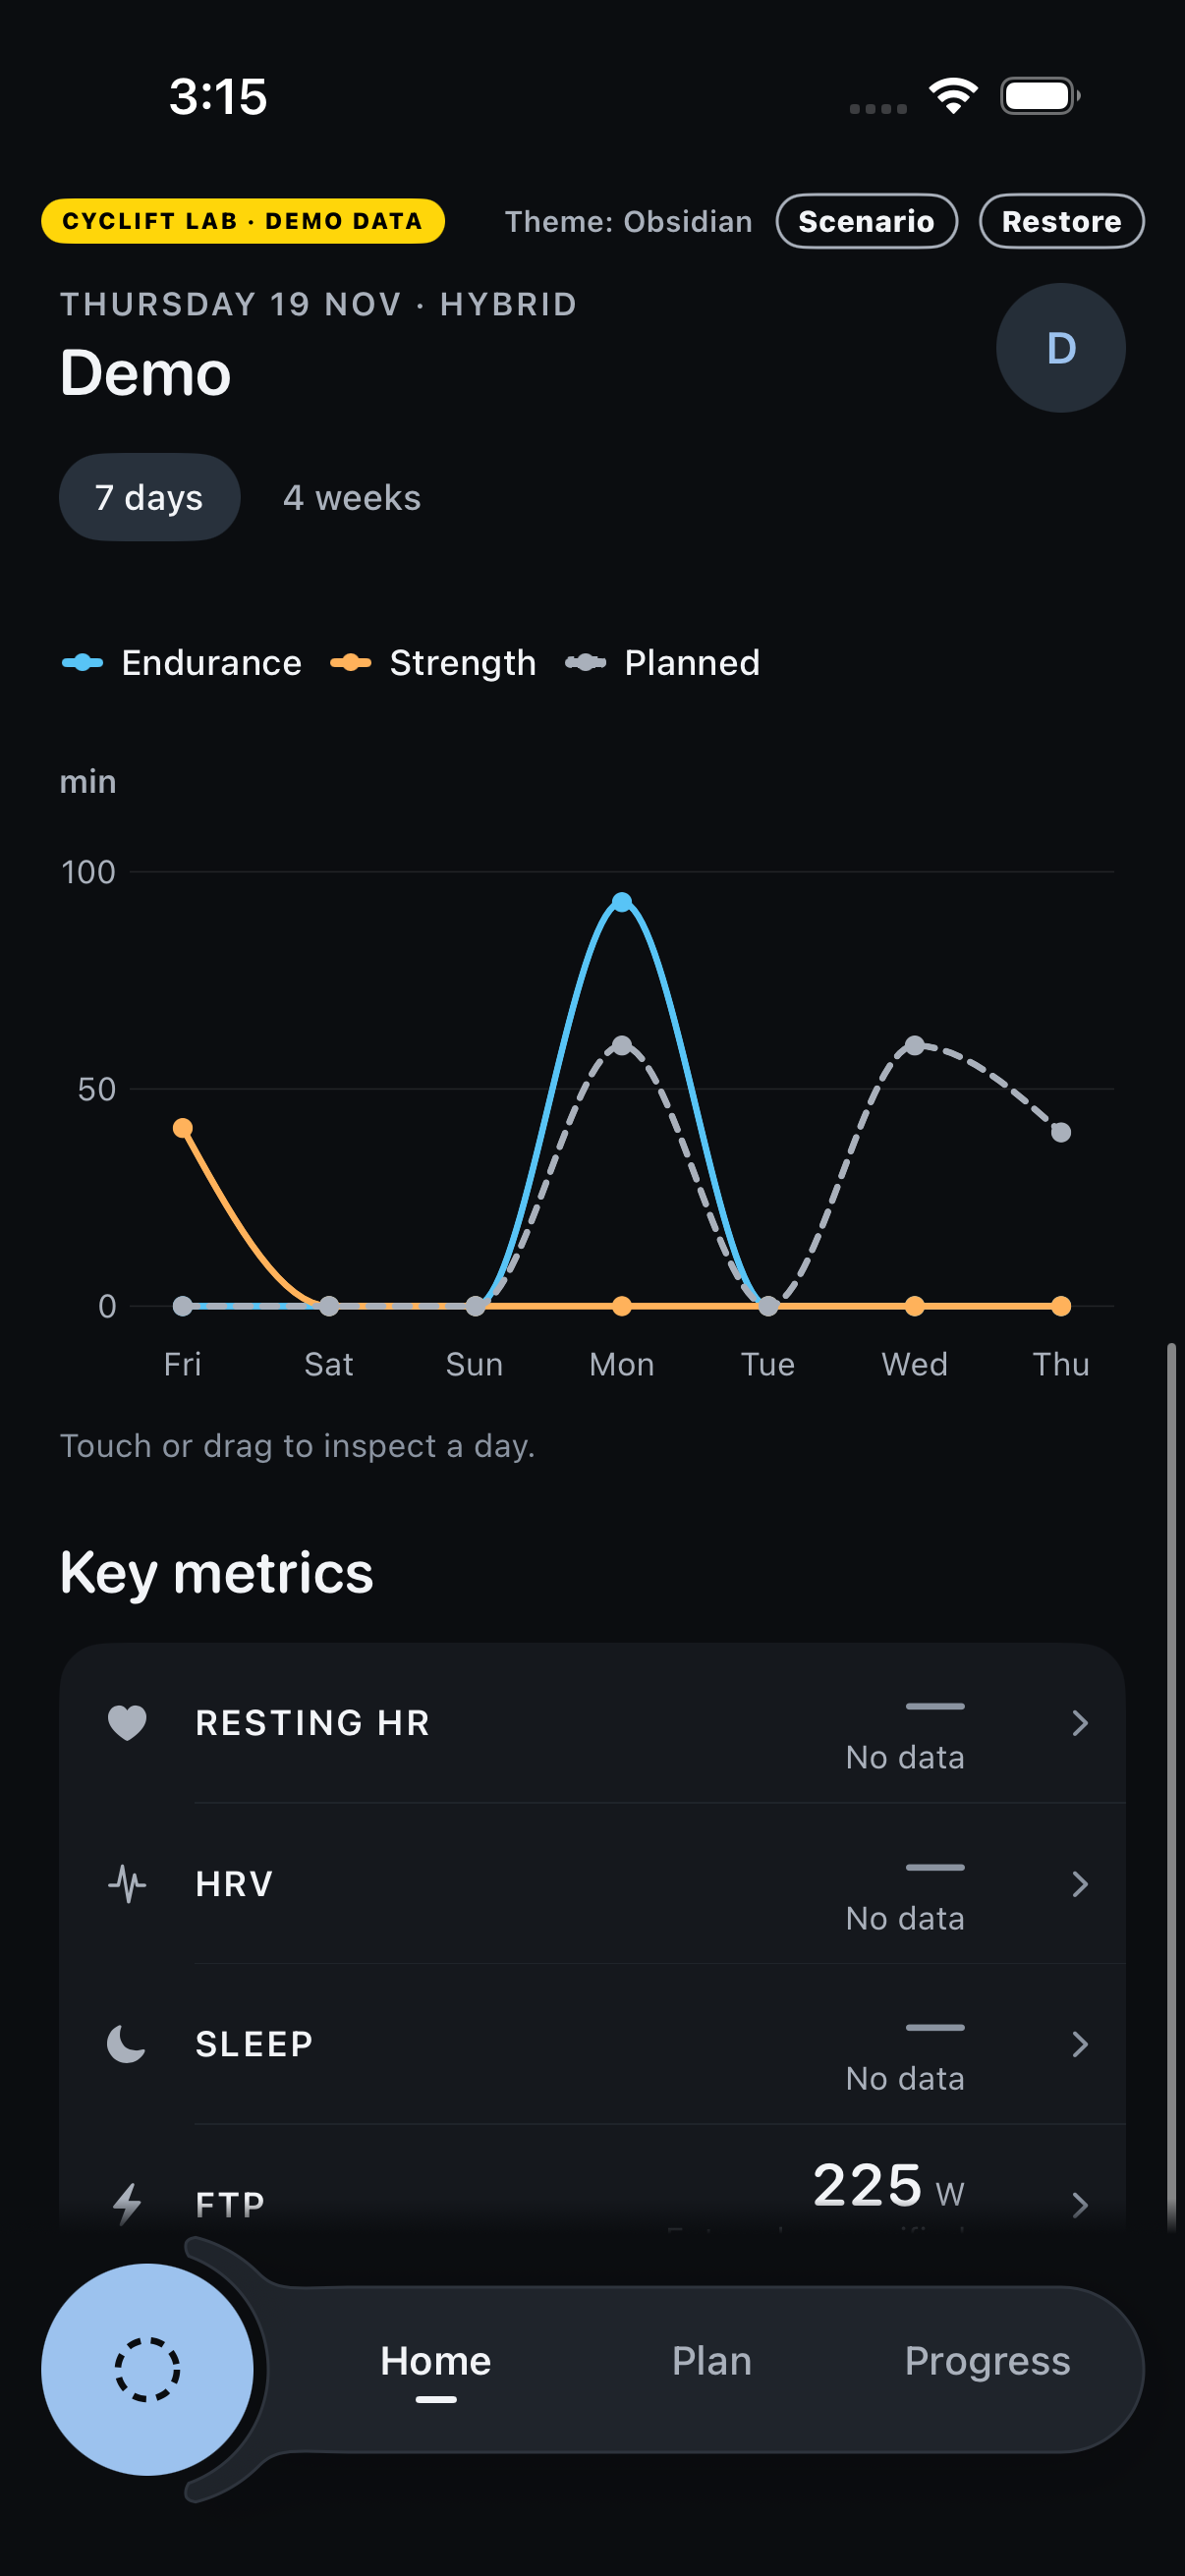 3:15
CYCLIFT LAB · DEMO DATA Theme: Obsidian Scenario Restore
THURSDAY 19 NOV · HYBRID
Demo
D
7 days 4 weeks
Endurance Strength Planned
min
100
50
0
Fri Sat Sun Mon Tue Wed Thu
Touch or drag to inspect a day.
Key metrics
RESTING HR
No data
HRV
No data
SLEEP
No data
FTP 225 W
Home Plan Progress